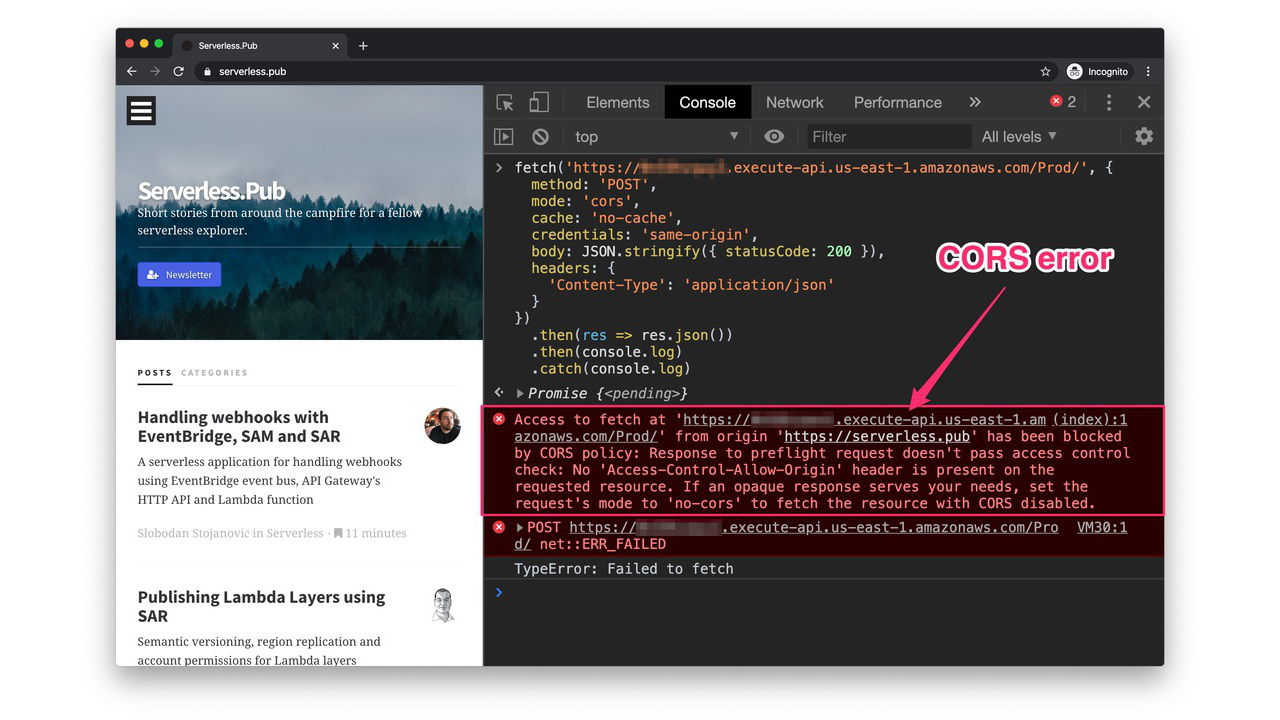 Serverless.Pub
serverless.pub
Incognito
Serverless.Pub
Short stories from around the campfire for a fellow
serverless explorer.
Newsletter
POSTS CATEGORIES
Handling webhooks with
EventBridge, SAM and SAR
A serverless application for handling webhooks
using EventBridge event bus, API Gateway's
HTTP API and Lambda function
Slobodan Stojanović in Serverless · 11 minutes
Publishing Lambda Layers using
SAR
Semantic versioning, region replication and
account permissions for Lambda layers
Elements Console Network Performance » 2
top Filter All levels
fetch('https:// .execute-api.us-east-1.amazonaws.com/Prod/', {
method: 'POST',
mode: 'cors',
cache: 'no-cache',
credentials: 'same-origin',
body: JSON.stringify({ statusCode: 200 }),
headers: {
'Content-Type': 'application/json'
}
})
.then(res => res.json())
.then(console.log)
.catch(console.log)
Promise {<pending>}
CORS error
Access to fetch at 'https:// .execute-api.us-east-1.am (index):1
azonaws.com/Prod/' from origin 'https://serverless.pub' has been blocked
by CORS policy: Response to preflight request doesn't pass access control
check: No 'Access-Control-Allow-Origin' header is present on the
requested resource. If an opaque response serves your needs, set the
request's mode to 'no-cors' to fetch the resource with CORS disabled.
POST https:// .execute-api.us-east-1.amazonaws.com/Pro VM30:1
d/ net::ERR_FAILED
TypeError: Failed to fetch